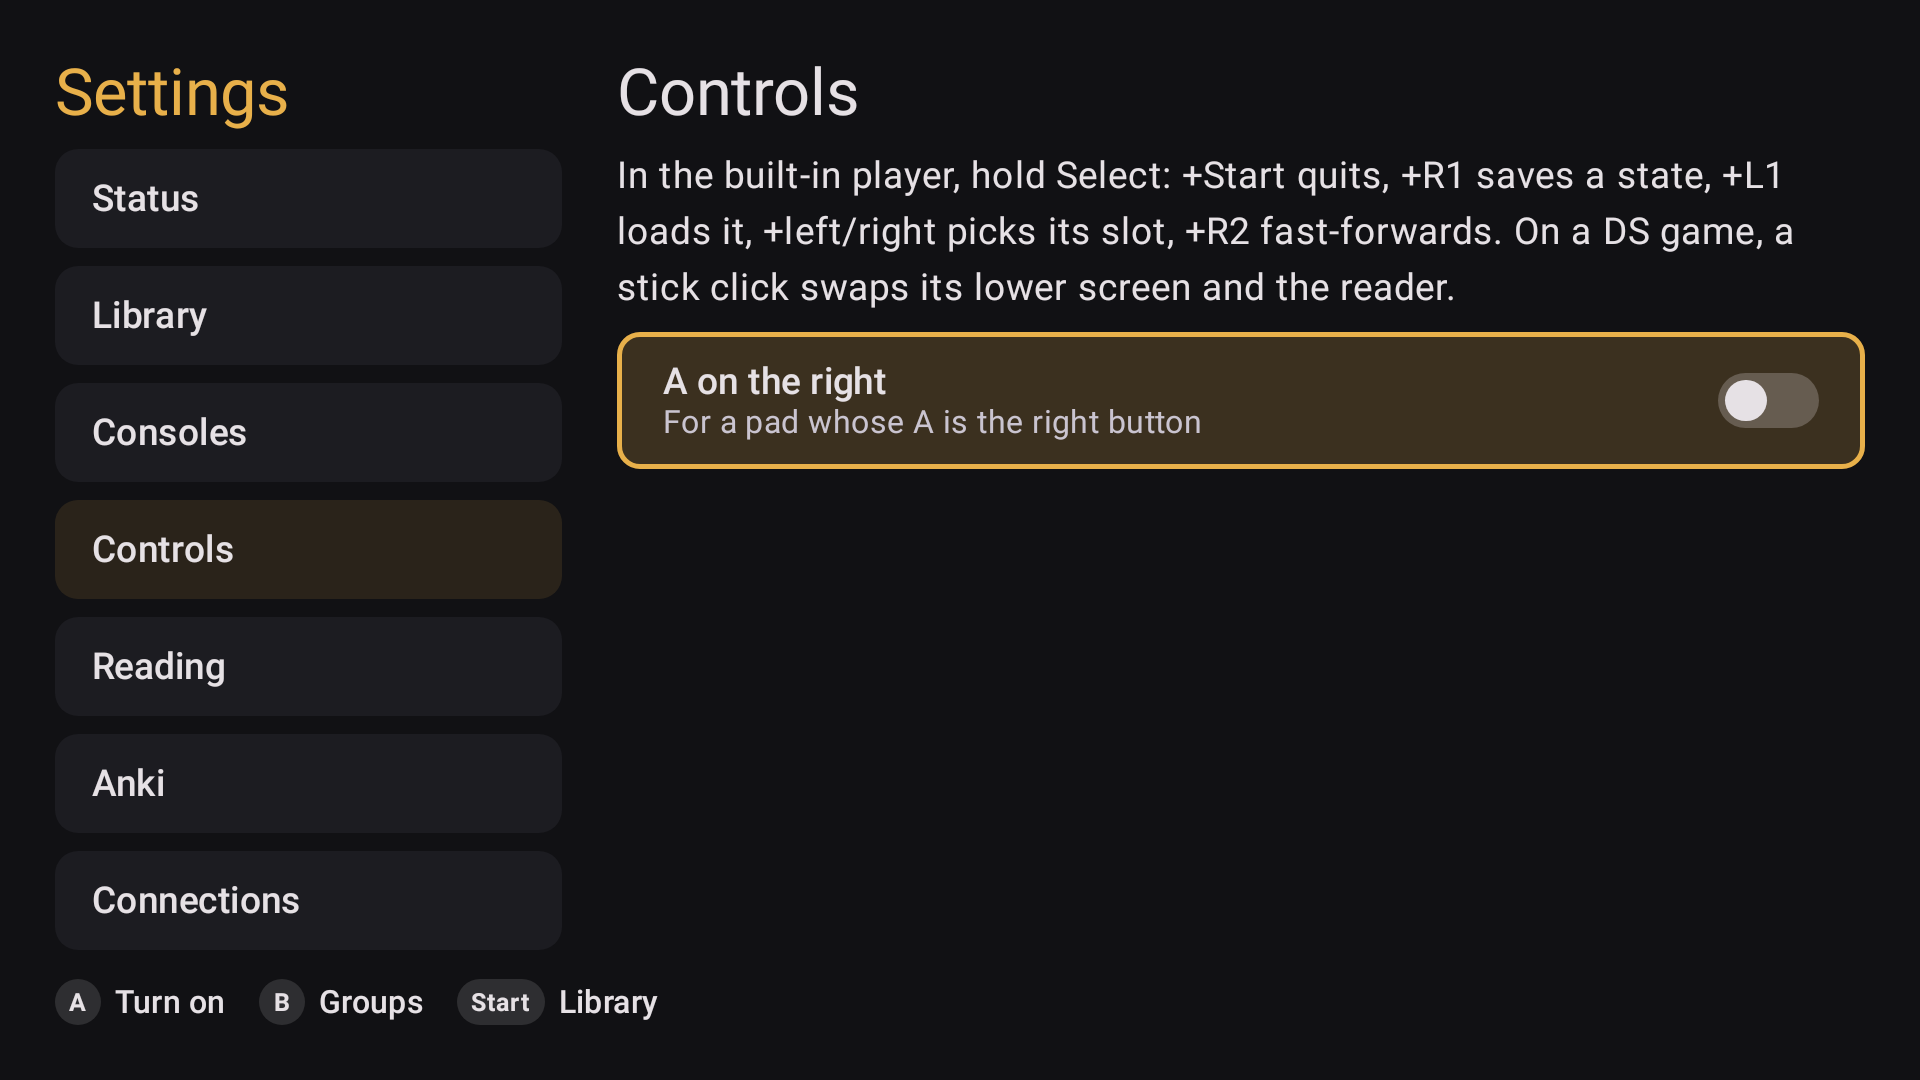 Settings
Status
Library
Consoles
Controls
Reading
Anki
Connections
Controls
In the built-in player, hold Select: +Start quits, +R1 saves a state, +L1
loads it, +left/right picks its slot, +R2 fast-forwards. On a DS game, a
stick click swaps its lower screen and the reader.
A on the right
For a pad whose A is the right button
A Turn on B Groups Start Library